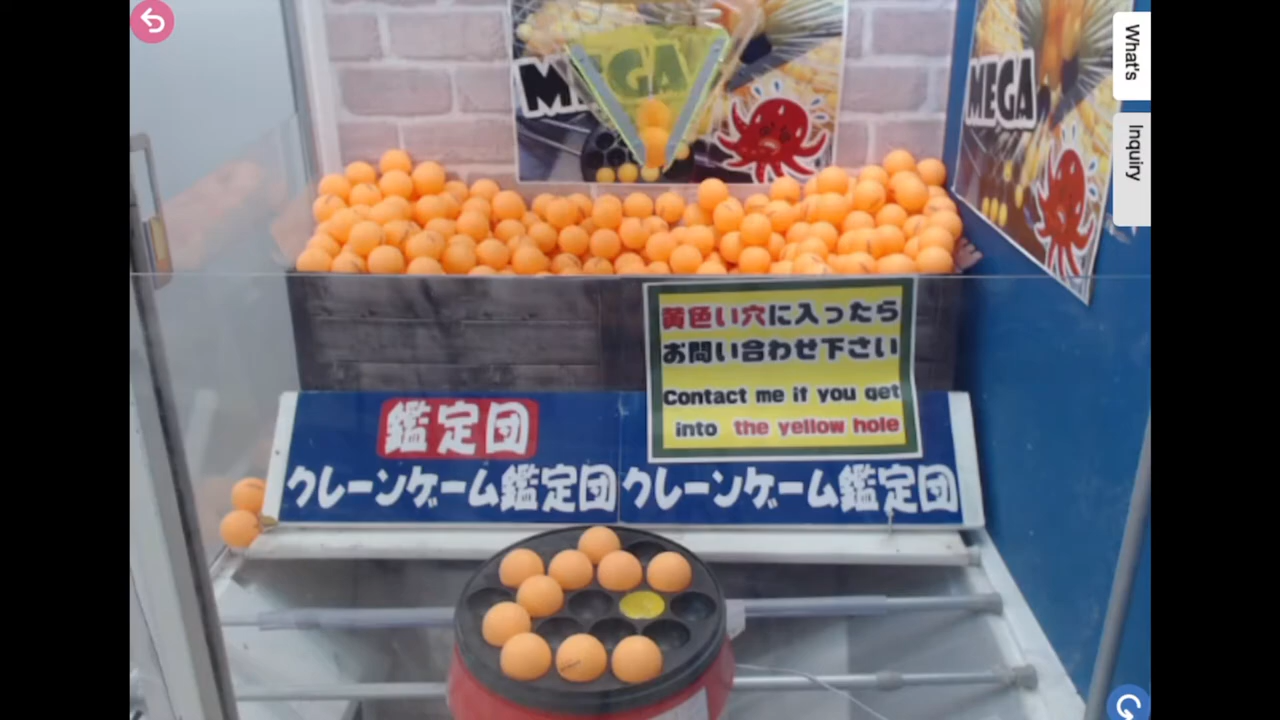 What's
Inquiry
MEGA
MEGA
黄色い穴に入ったら
お問い合わせ下さい
Contact me if you get
into the yellow hole
鑑定団
クレーンゲーム鑑定団
クレーンゲーム鑑定団